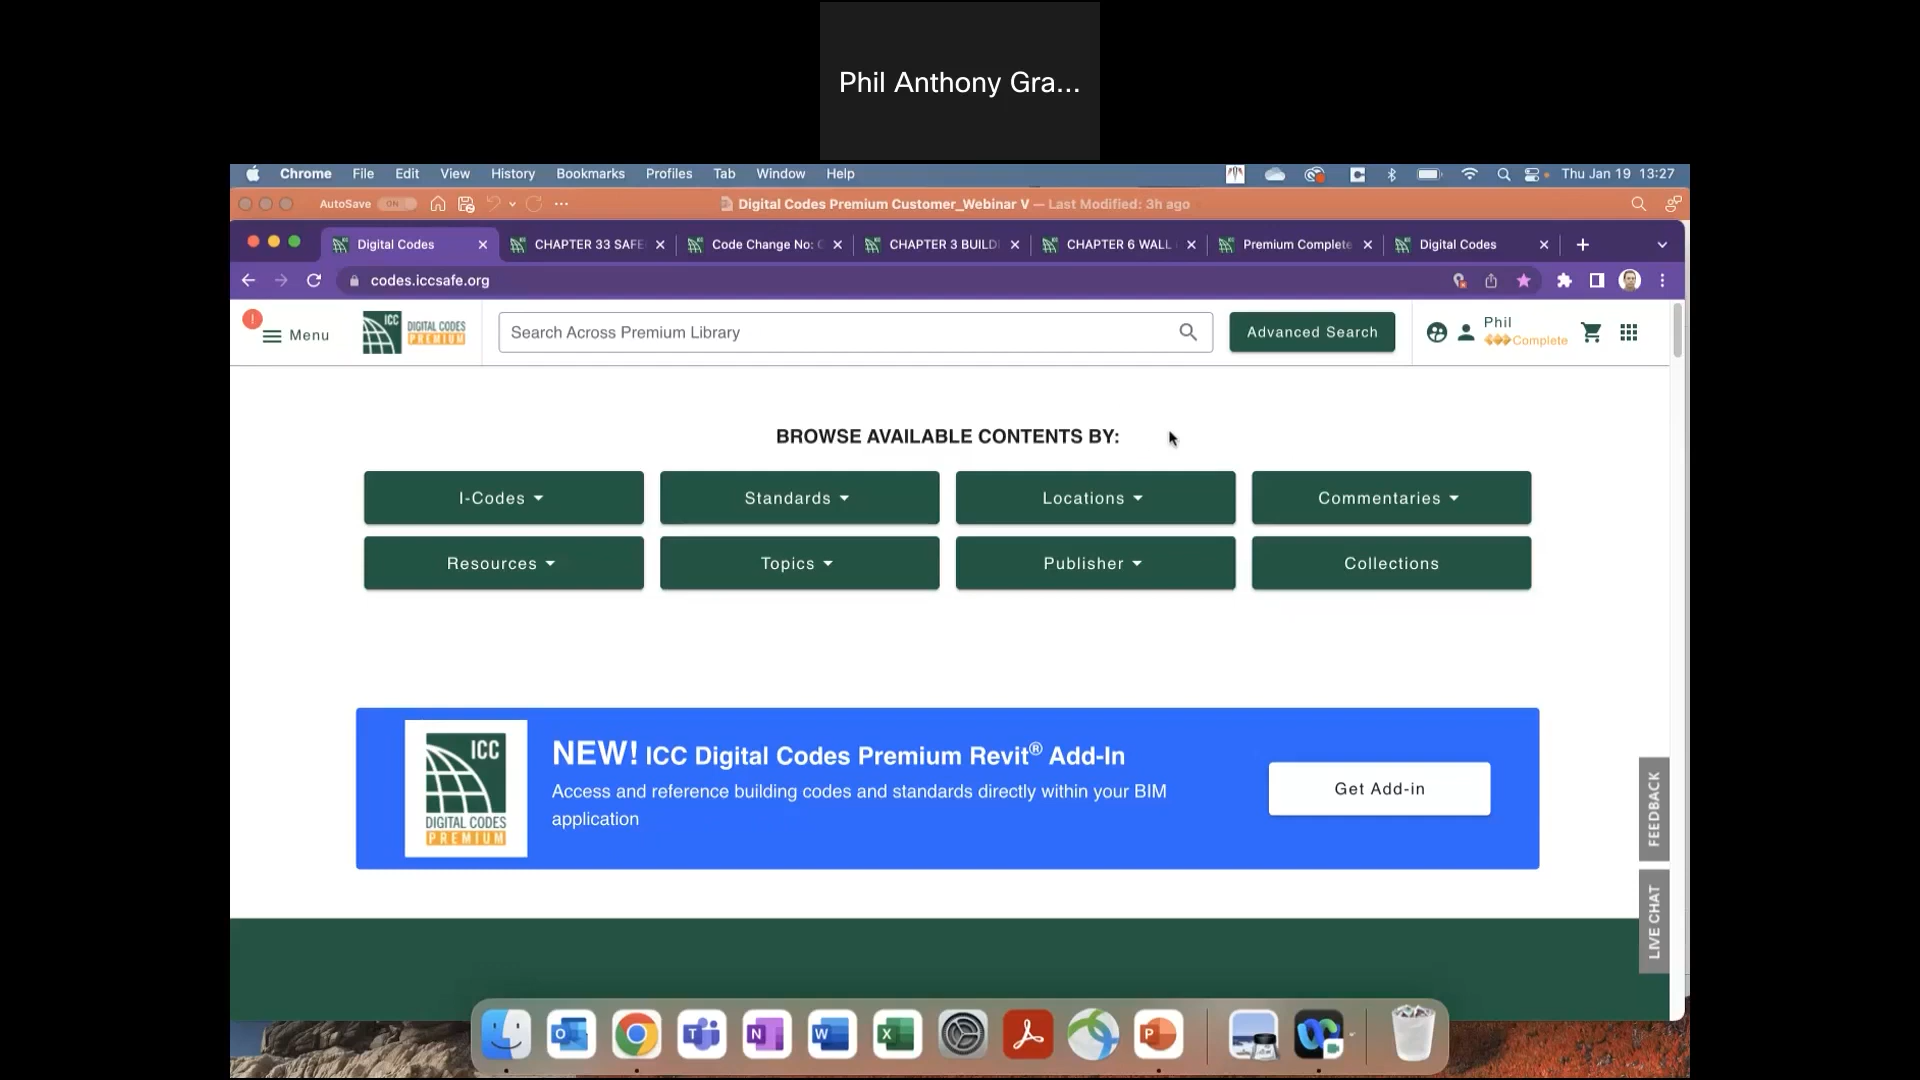 Phil Anthony Gra...
Chrome File Edit View History Bookmarks Profiles Tab Window Help Thu Jan 19 13:27
AutoSave ON Digital Codes Premium Customer_Webinar V — Last Modified: 3h ago
Digital Codes CHAPTER 33 SAFE Code Change No: CHAPTER 3 BUILD CHAPTER 6 WALL Premium Complete Digital Codes
codes.iccsafe.org
Menu
ICC DIGITAL CODES
PREMIUM
Search Across Premium Library
Advanced Search
Phil
Complete
BROWSE AVAILABLE CONTENTS BY:
I-Codes Standards Locations Commentaries
Resources Topics Publisher Collections
ICC
DIGITAL CODES
PREMIUM
NEW! ICC Digital Codes Premium Revit® Add-In
Access and reference building codes and standards directly within your BIM
application
Get Add-in
FEEDBACK
LIVE CHAT